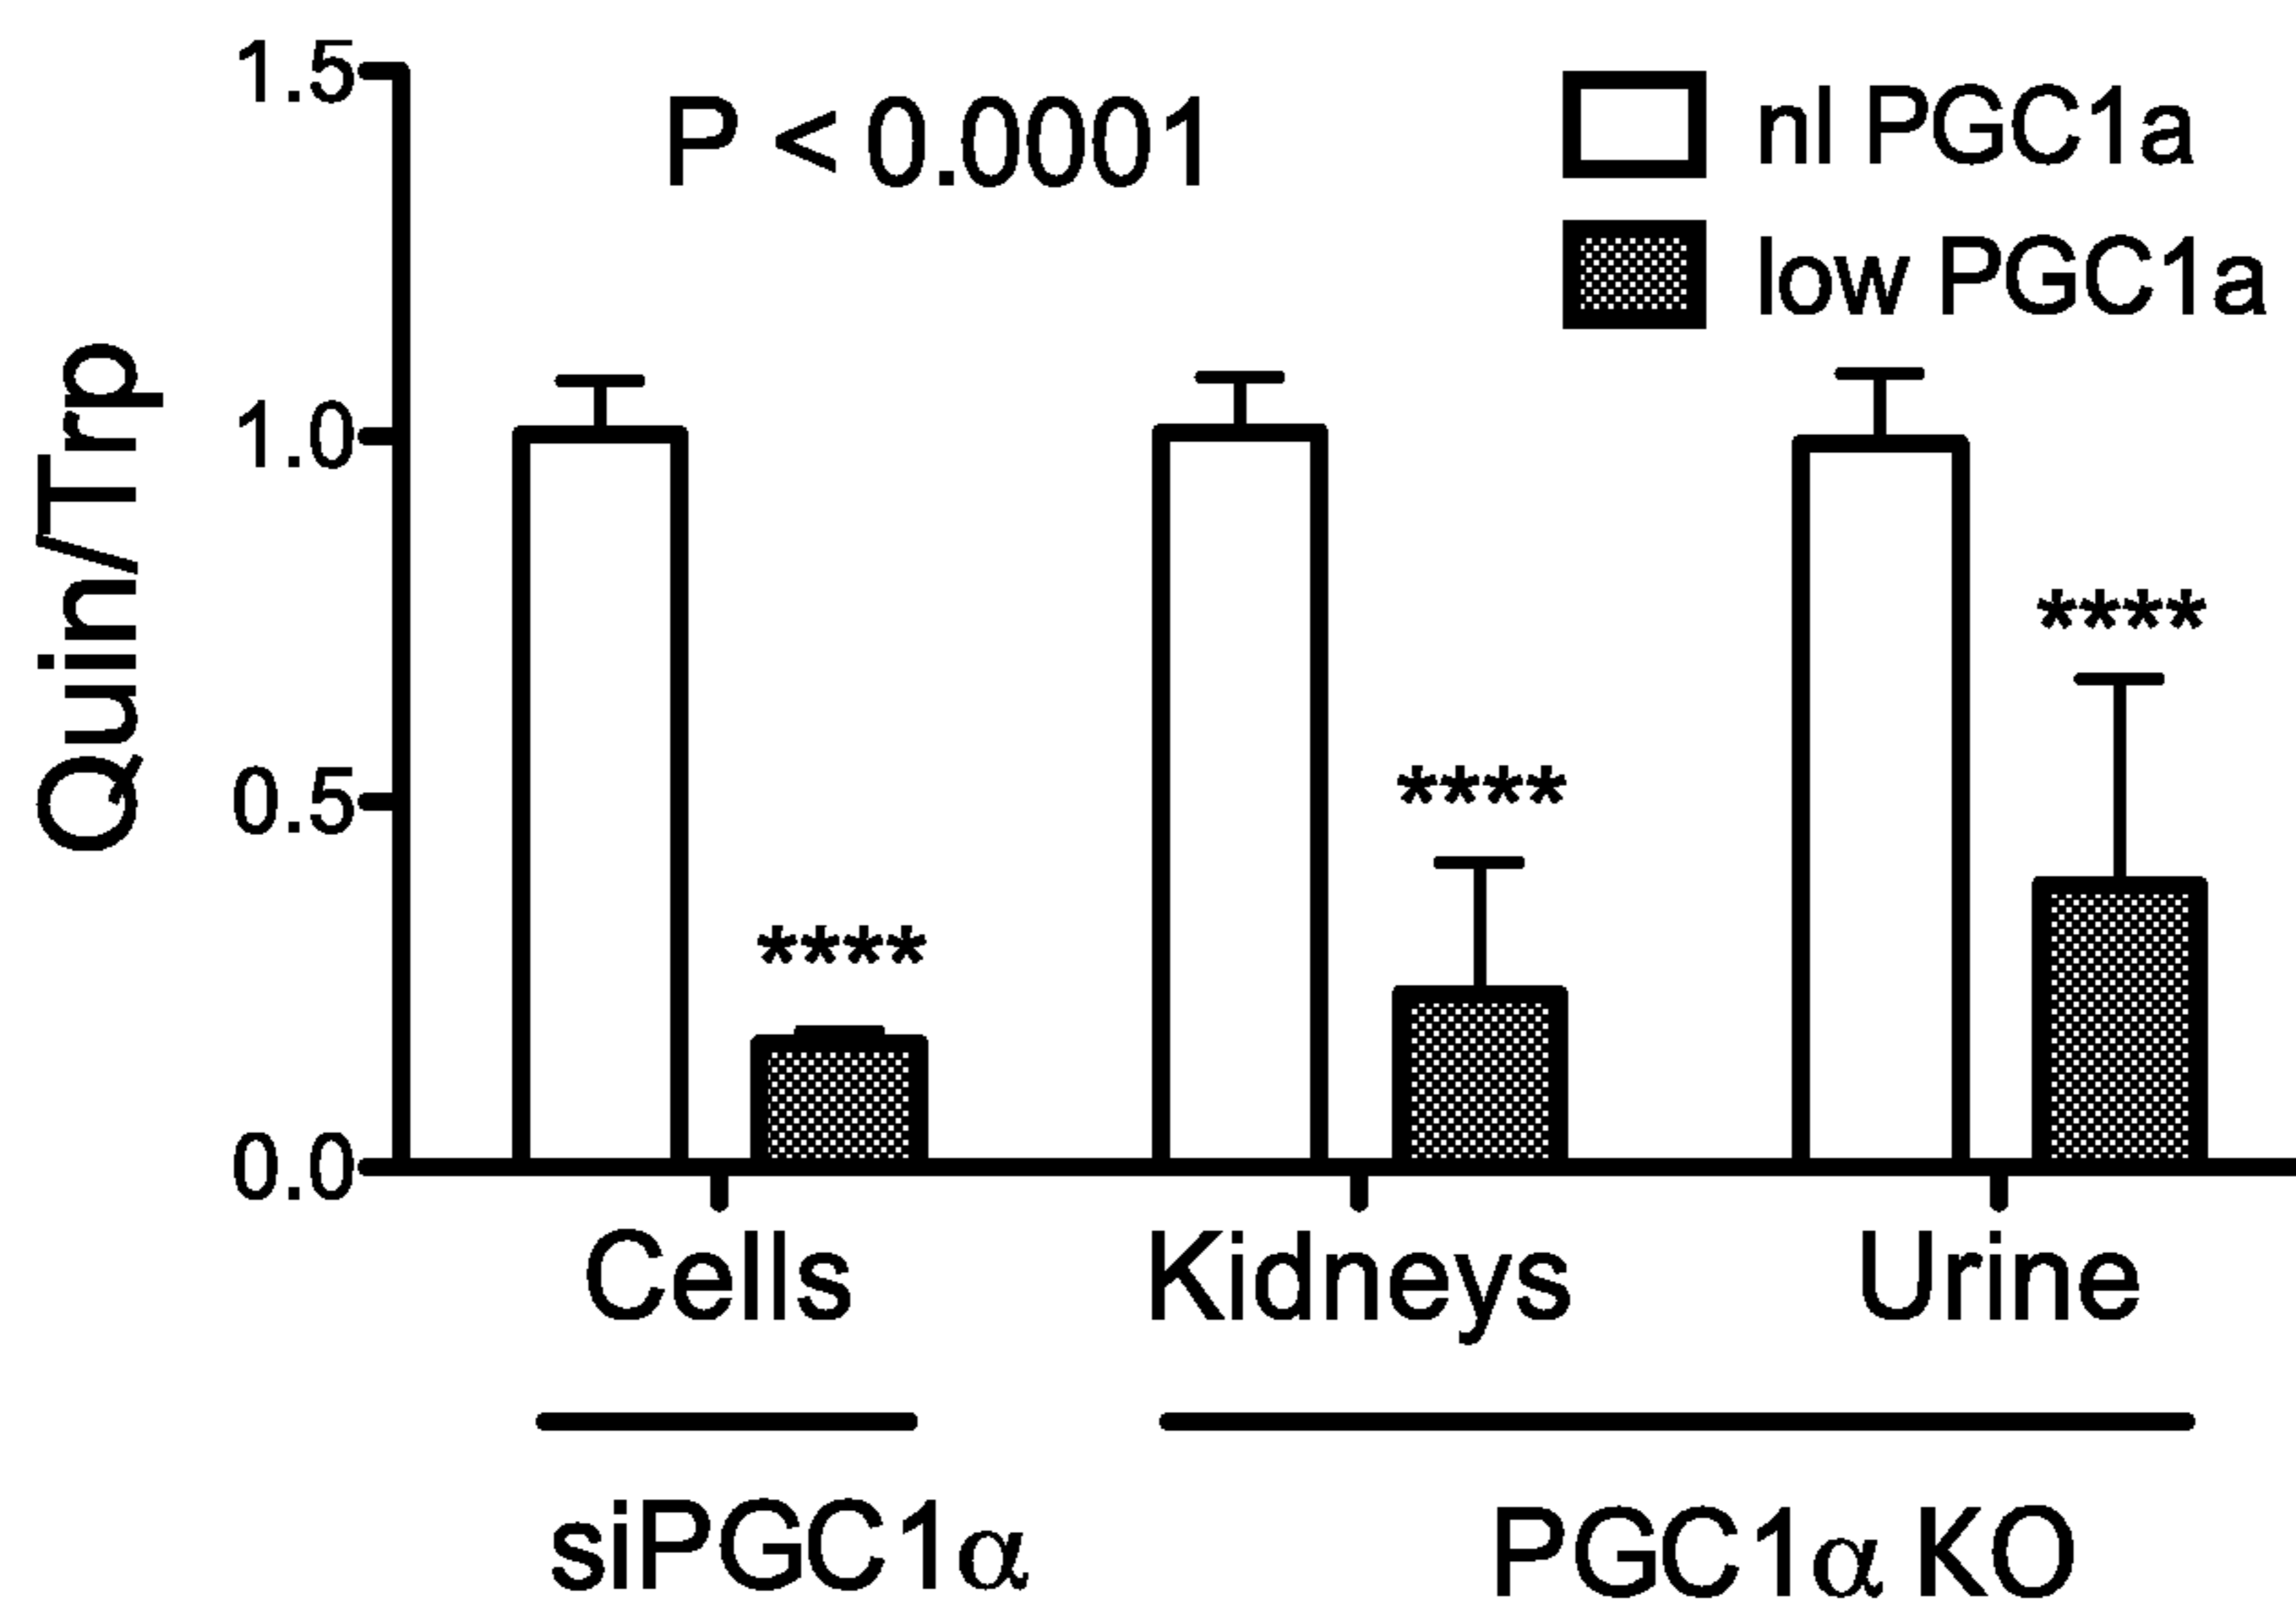 1.5
P < 0.0001
nl PGC1a
low PGC1a
Quin/Trp
1.0
****
0.5
****
****
0.0
Cells
Kidneys
Urine
siPGC1α
PGC1α KO